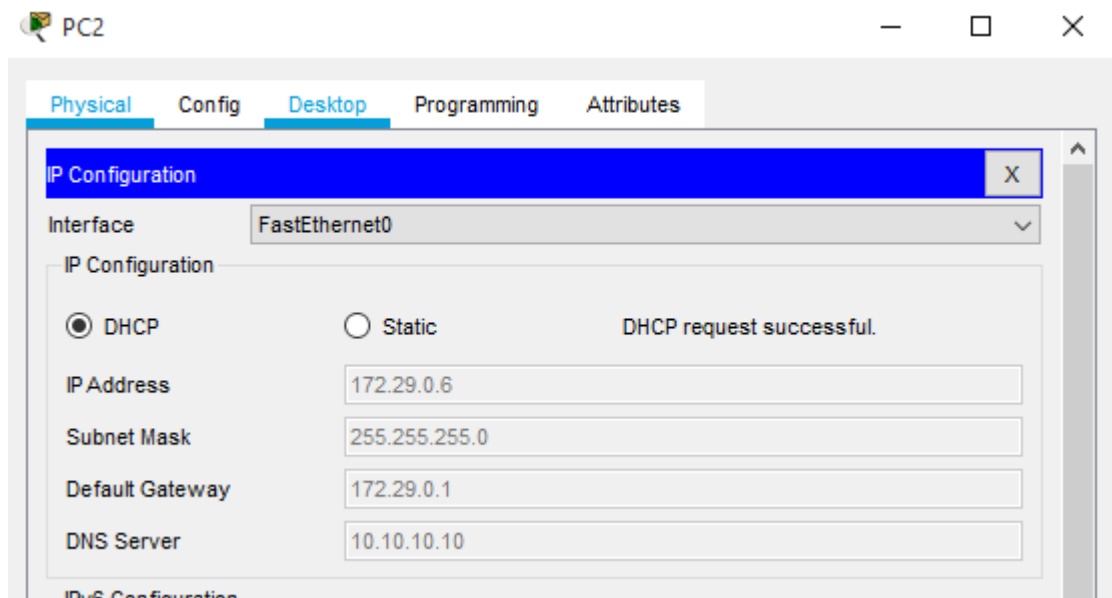 PC2
Physical Config Desktop Programming Attributes
IP Configuration X
Interface FastEthernet0
IP Configuration
DHCP Static DHCP request successful.
IP Address 172.29.0.6
Subnet Mask 255.255.255.0
Default Gateway 172.29.0.1
DNS Server 10.10.10.10
IPv6 Configuration